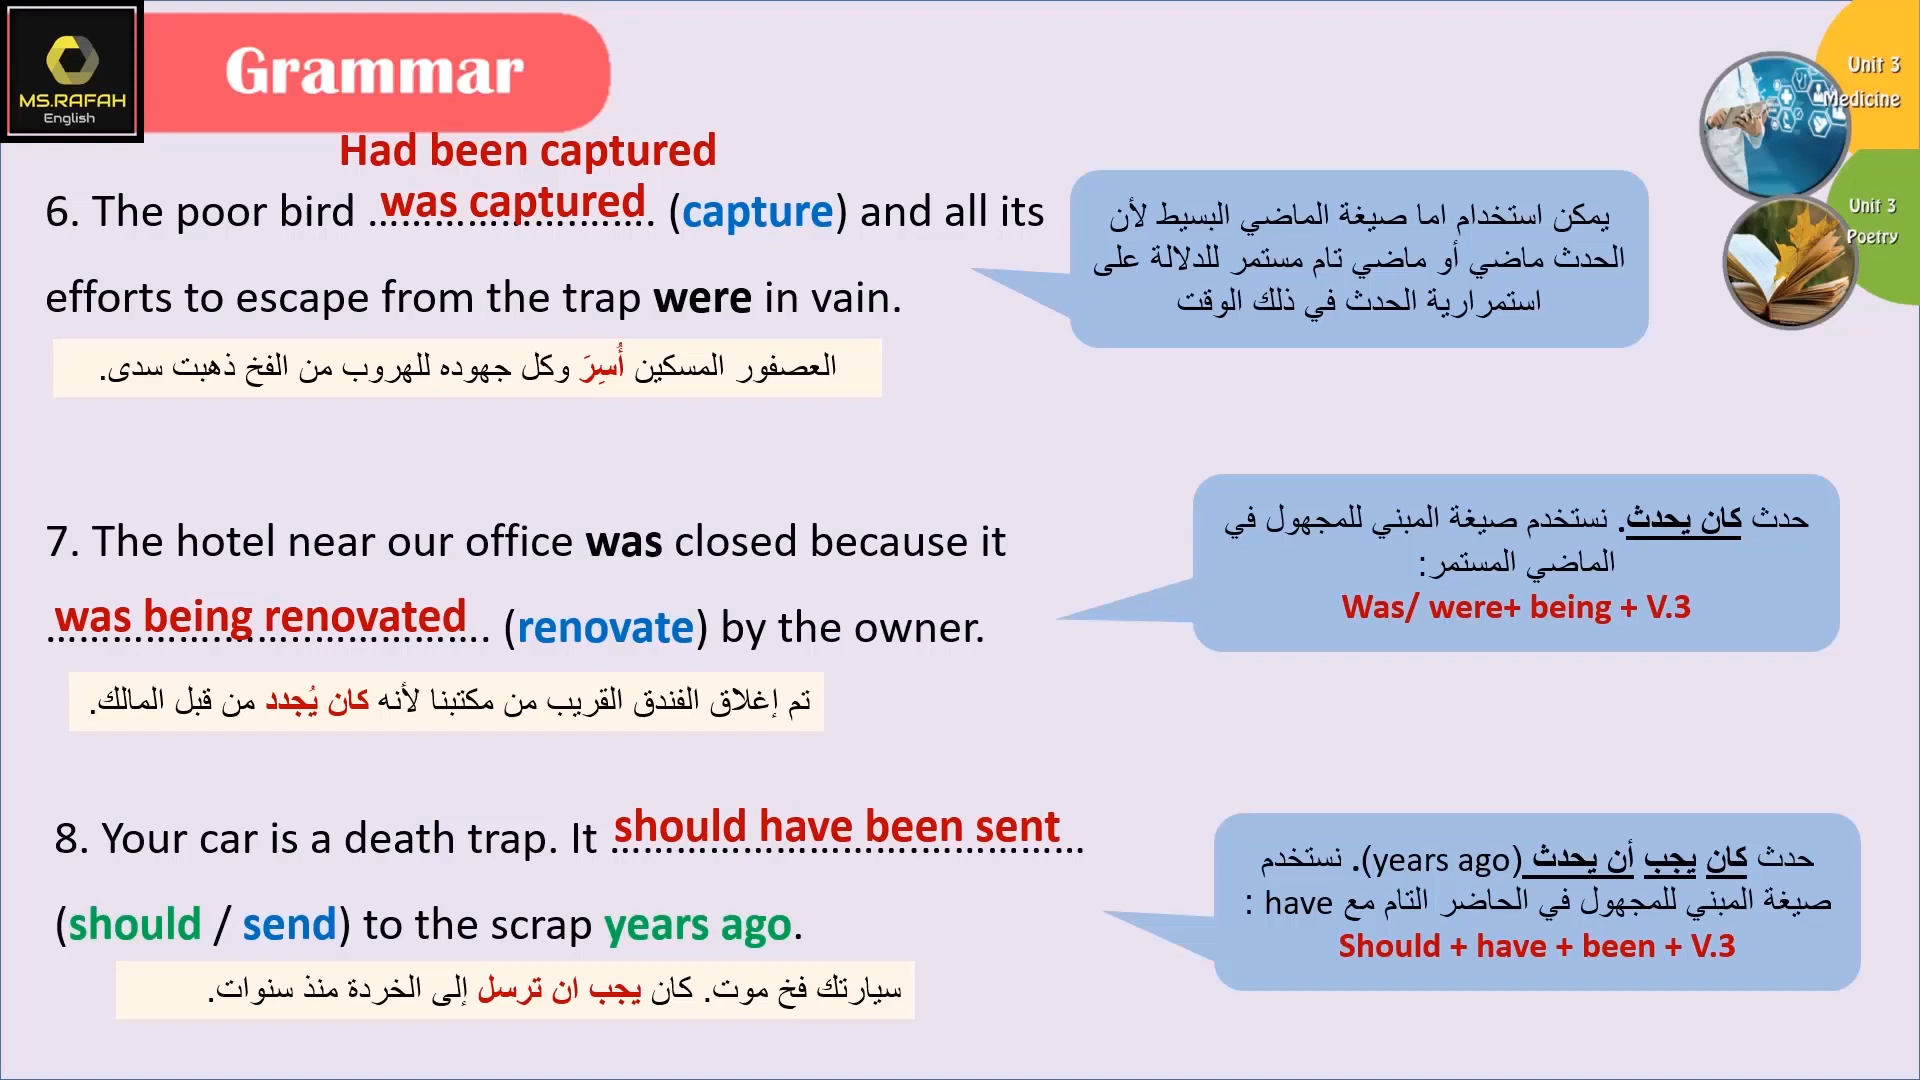 MS.RAFAH
English
Grammar
Unit 3
Medicine
Unit 3
Poetry
Had been captured
6. The poor bird .was captured. (capture) and all its
efforts to escape from the trap were in vain.
العصفور المسكين أُسِرَ وكل جهوده للهروب من الفخ ذهبت سدى.
يمكن استخدام اما صيغة الماضي البسيط لأن
الحدث ماضي أو ماضي تام مستمر للدلالة على
استمرارية الحدث في ذلك الوقت
7. The hotel near our office was closed because it
was being renovated.. (renovate) by the owner.
تم إغلاق الفندق القريب من مكتبنا لأنه كان يُجدد من قبل المالك.
حدث كان يحدث. نستخدم صيغة المبني للمجهول في
الماضي المستمر:
Was/ were+ being + V.3
8. Your car is a death trap. It should have been sent
(should / send) to the scrap years ago.
سيارتك فخ موت. كان يجب ان ترسل إلى الخردة منذ سنوات.
حدث كان يجب أن يحدث (years ago). نستخدم
صيغة المبني للمجهول في الحاضر التام مع have :
Should + have + been + V.3